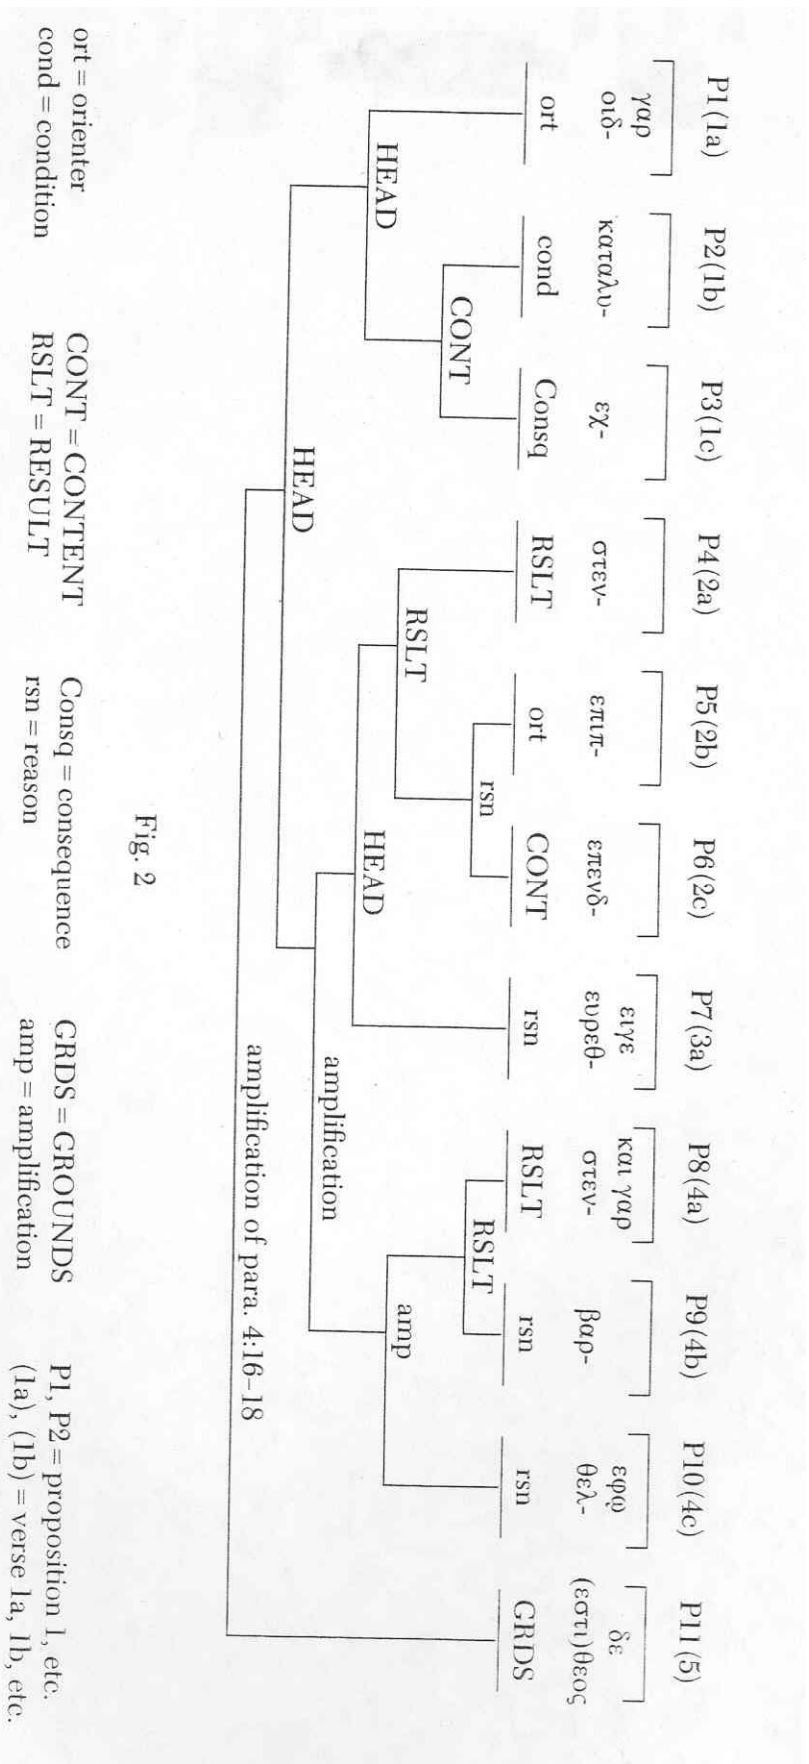 P1(1a) P2(1b) P3(1c) P4(2a) P5(2b) P6(2c) P7(3a) P8(4a) P9(4b) P10(4c) P11(5)
γαρ ειγε και γαρ εφῳ δε
οιδ- καταλυ- εχ- στεν- επιπ- επενδ- ευρεθ- στεν- βαρ- θελ- (εστι)θεος
ort cond Consq RSLT ort CONT rsn RSLT rsn rsn GRDS
CONT rsn RSLT
HEAD RSLT amp
HEAD amplification
HEAD
amplification of para. 4:16–18
Fig. 2
ort = orienter CONT = CONTENT Consq = consequence GRDS = GROUNDS P1, P2 = proposition 1, etc.
cond = condition RSLT = RESULT rsn = reason amp = amplification (1a), (1b) = verse 1a, 1b, etc.